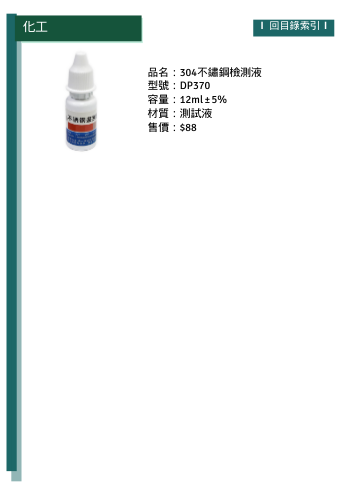 化工
I 回目錄索引 I
品名：304不鏽鋼檢測液
型號：DP370
容量：12ml±5%
材質：測試液
售價：$88